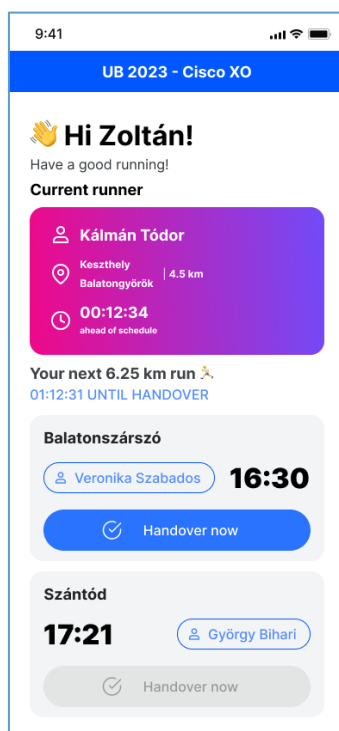 9:41
UB 2023 - Cisco XO
👋 Hi Zoltán!
Have a good running!
Current runner
Kálmán Tódor
Keszthely
Balatongyörök
4.5 km
00:12:34
ahead of schedule
Your next 6.25 km run 🏃
01:12:31 UNTIL HANDOVER
Balatonszárszó
Veronika Szabados 16:30
Handover now
Szántód
17:21 György Bihari
Handover now